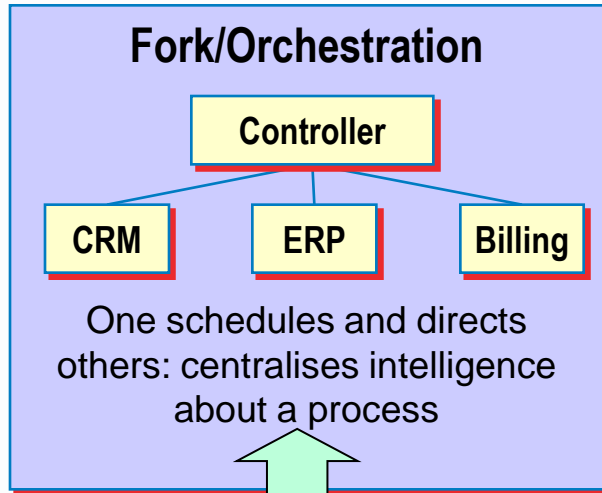 Fork/Orchestration
Controller
CRM ERP Billing
One schedules and directs
others: centralises intelligence
about a process